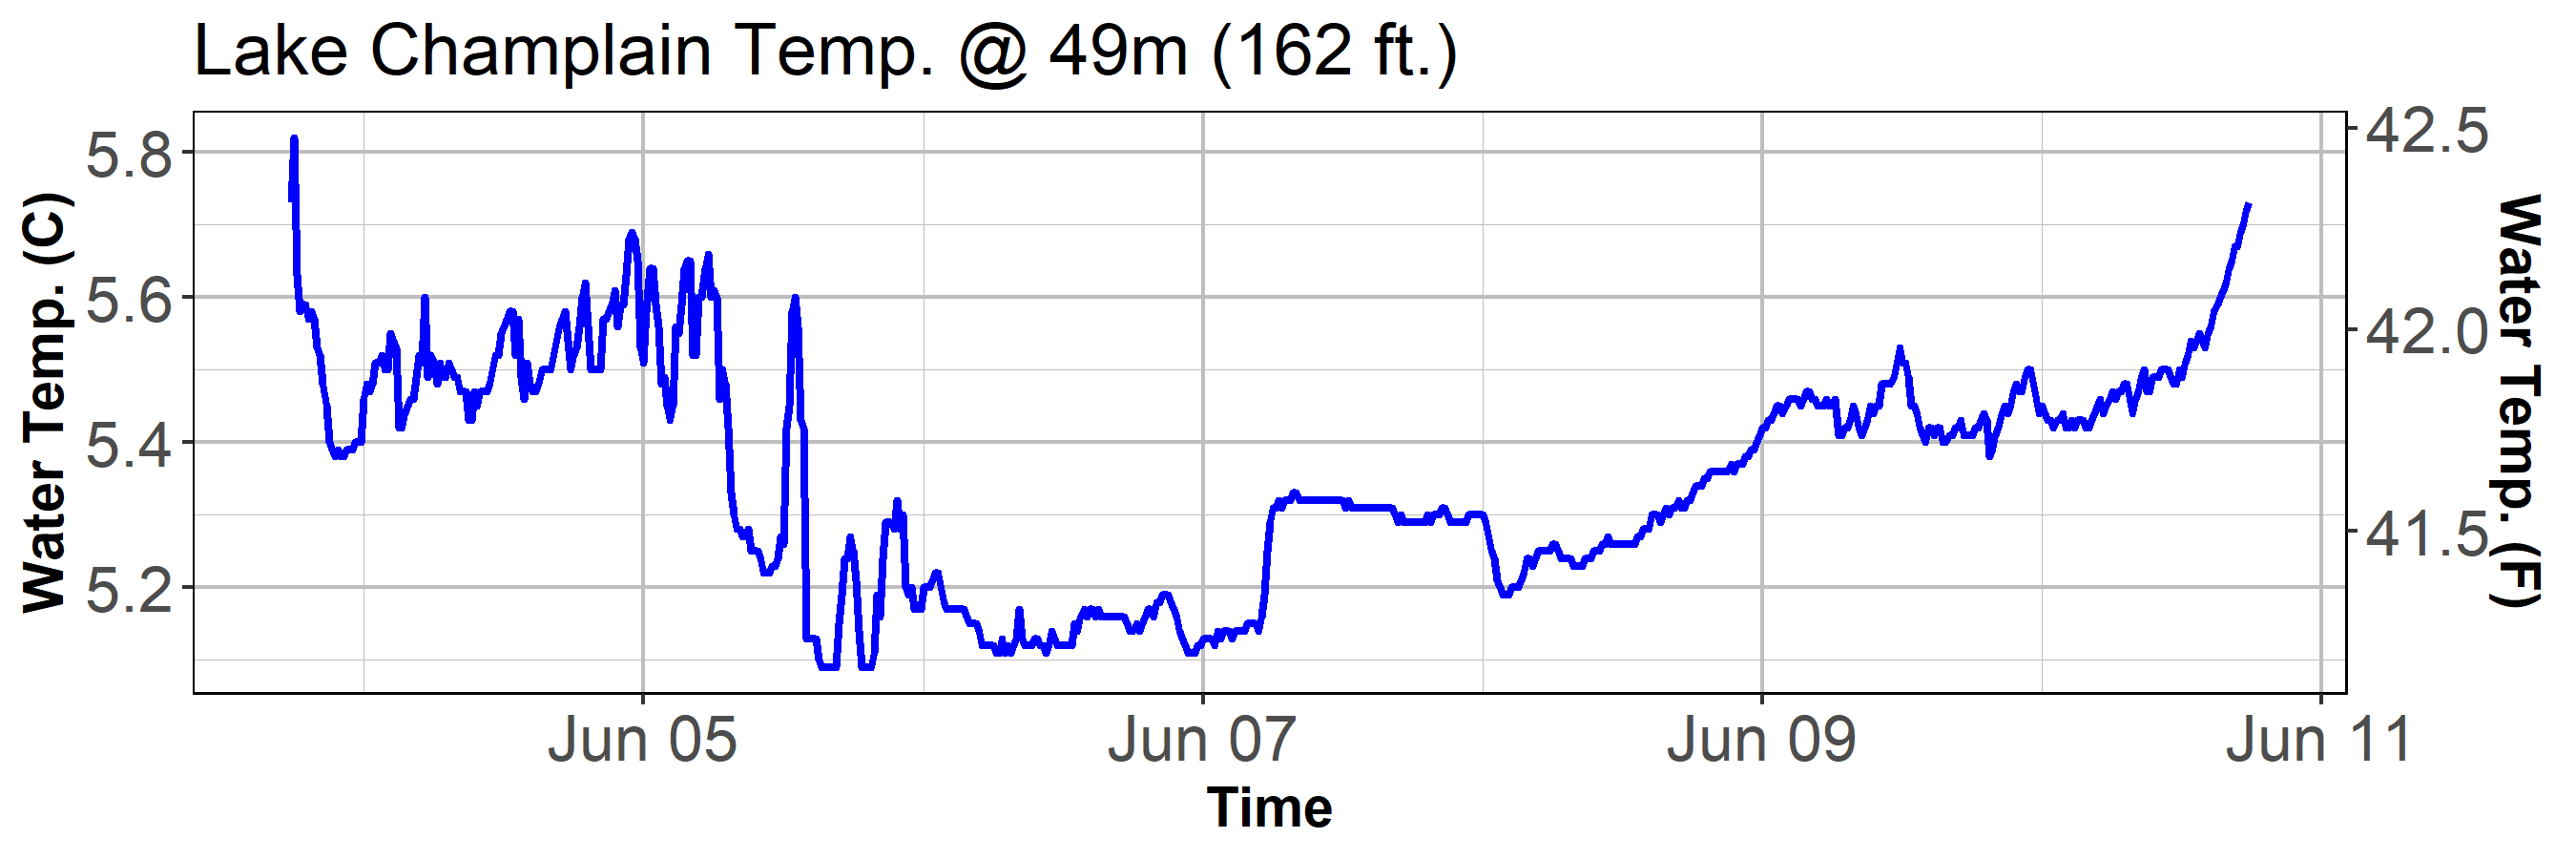 Lake Champlain Temp. @ 49m (162 ft.)
Water Temp. (C)
5.8
5.6
5.4
5.2
42.5
42.0
41.5
Water Temp. (F)
Jun 05 Jun 07 Jun 09 Jun 11
Time